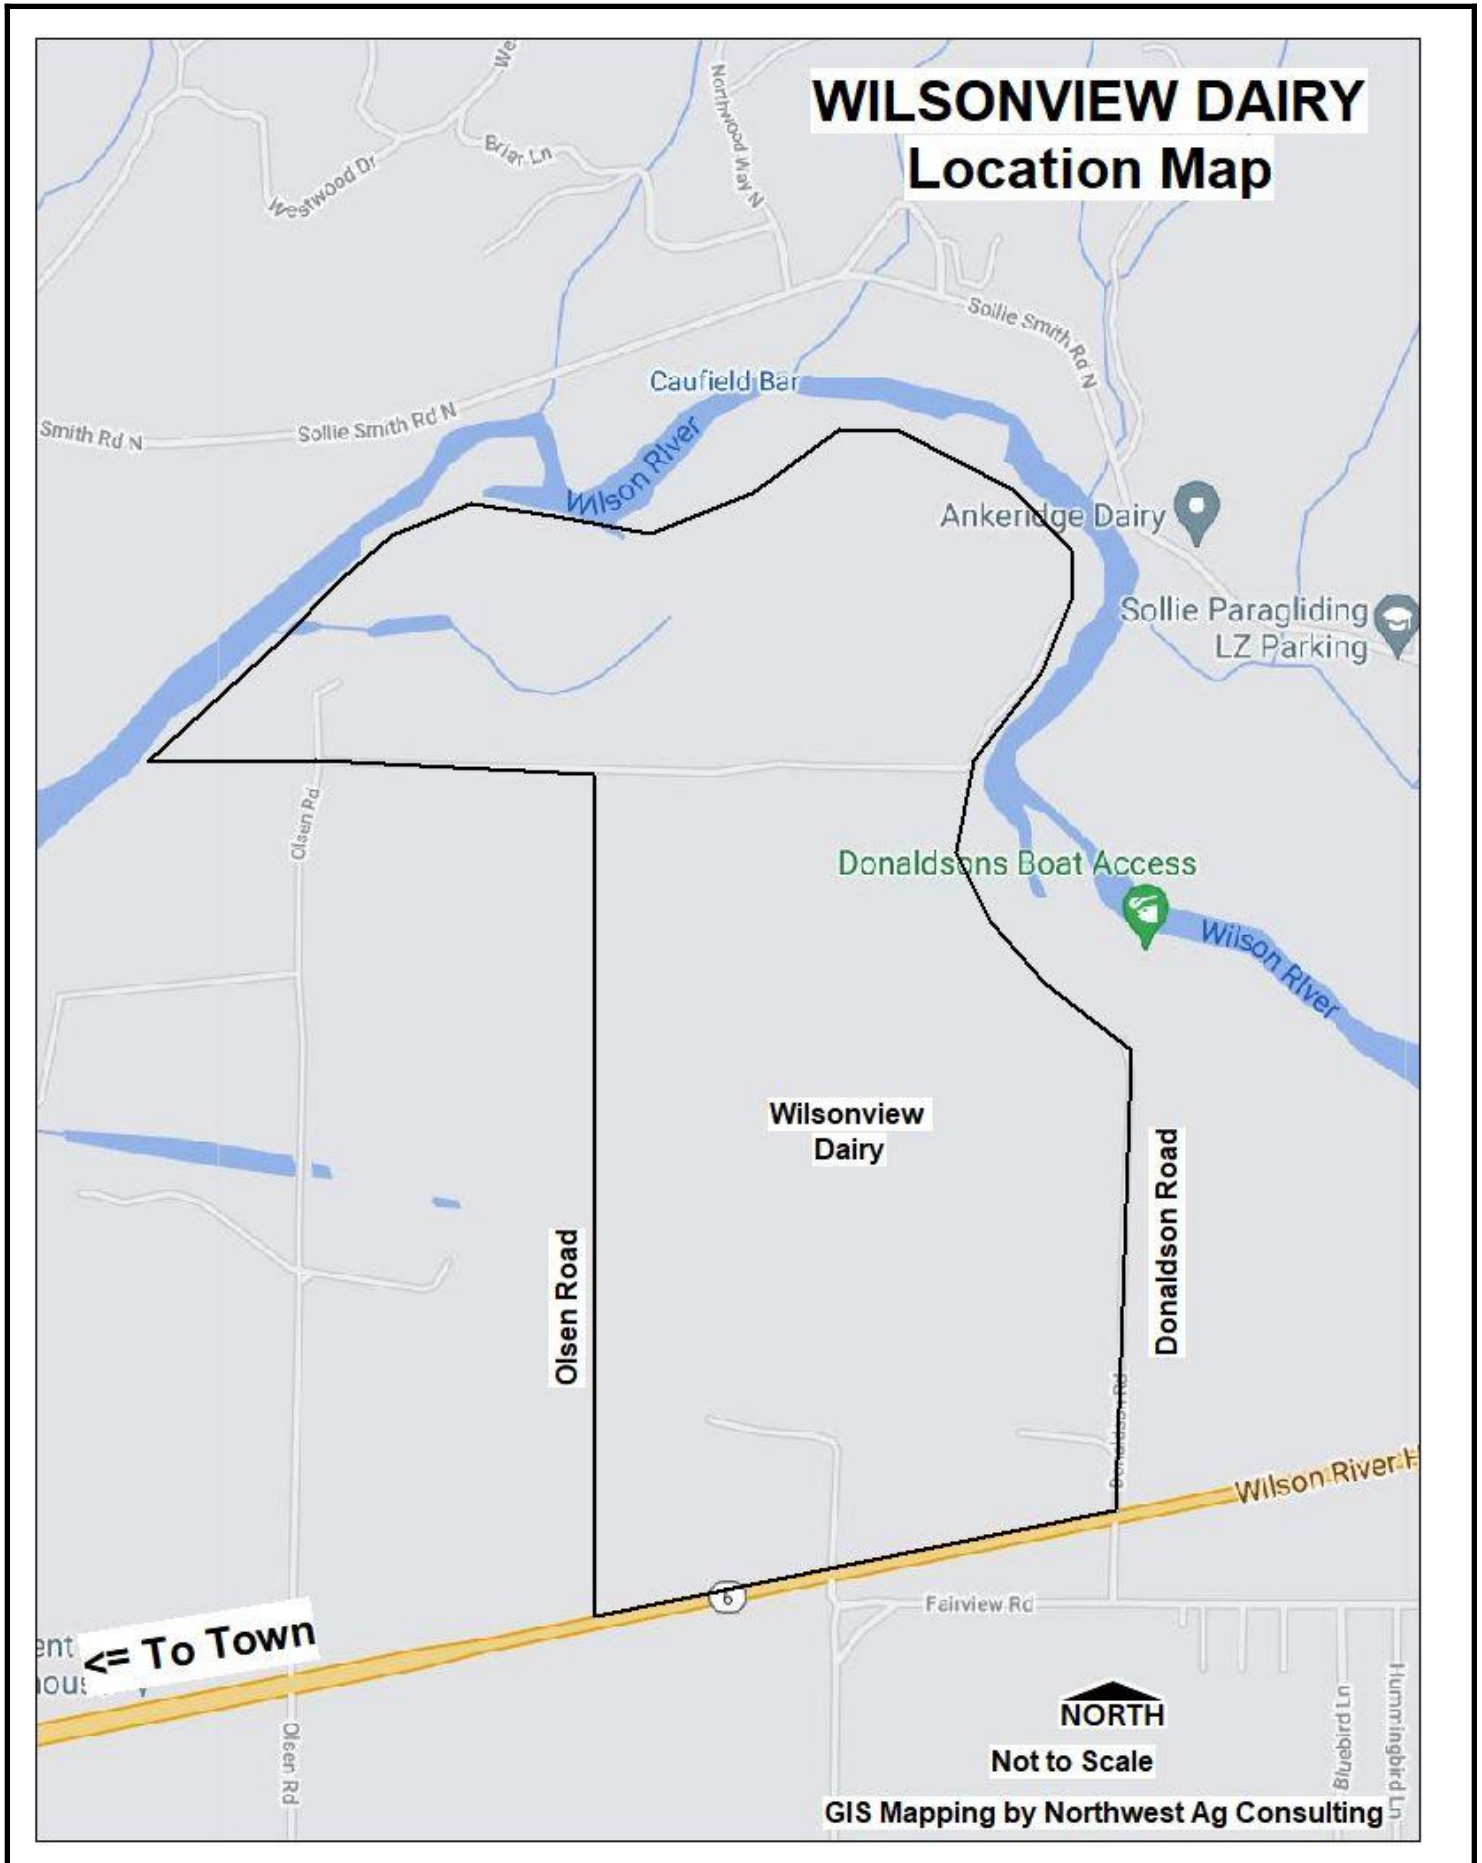 WILSONVIEW DAIRY
Location Map
Westwood Dr
Briar Ln
Northwood Way N
Sollie Smith Rd N
Caufield Bar
Smith Rd N
Sollie Smith Rd N
Wilson River
Ankeridge Dairy
Sollie Paragliding
LZ Parking
Olsen Rd
Donaldsons Boat Access
Wilson River
Wilsonview
Dairy
Donaldson Road
Olsen Road
Donaldson Rd
Wilson River H
6
Fairview Rd
<= To Town
ent
Olsen Rd
NORTH
Not to Scale
Bluebird Ln
Hummingbird Ln
GIS Mapping by Northwest Ag Consulting